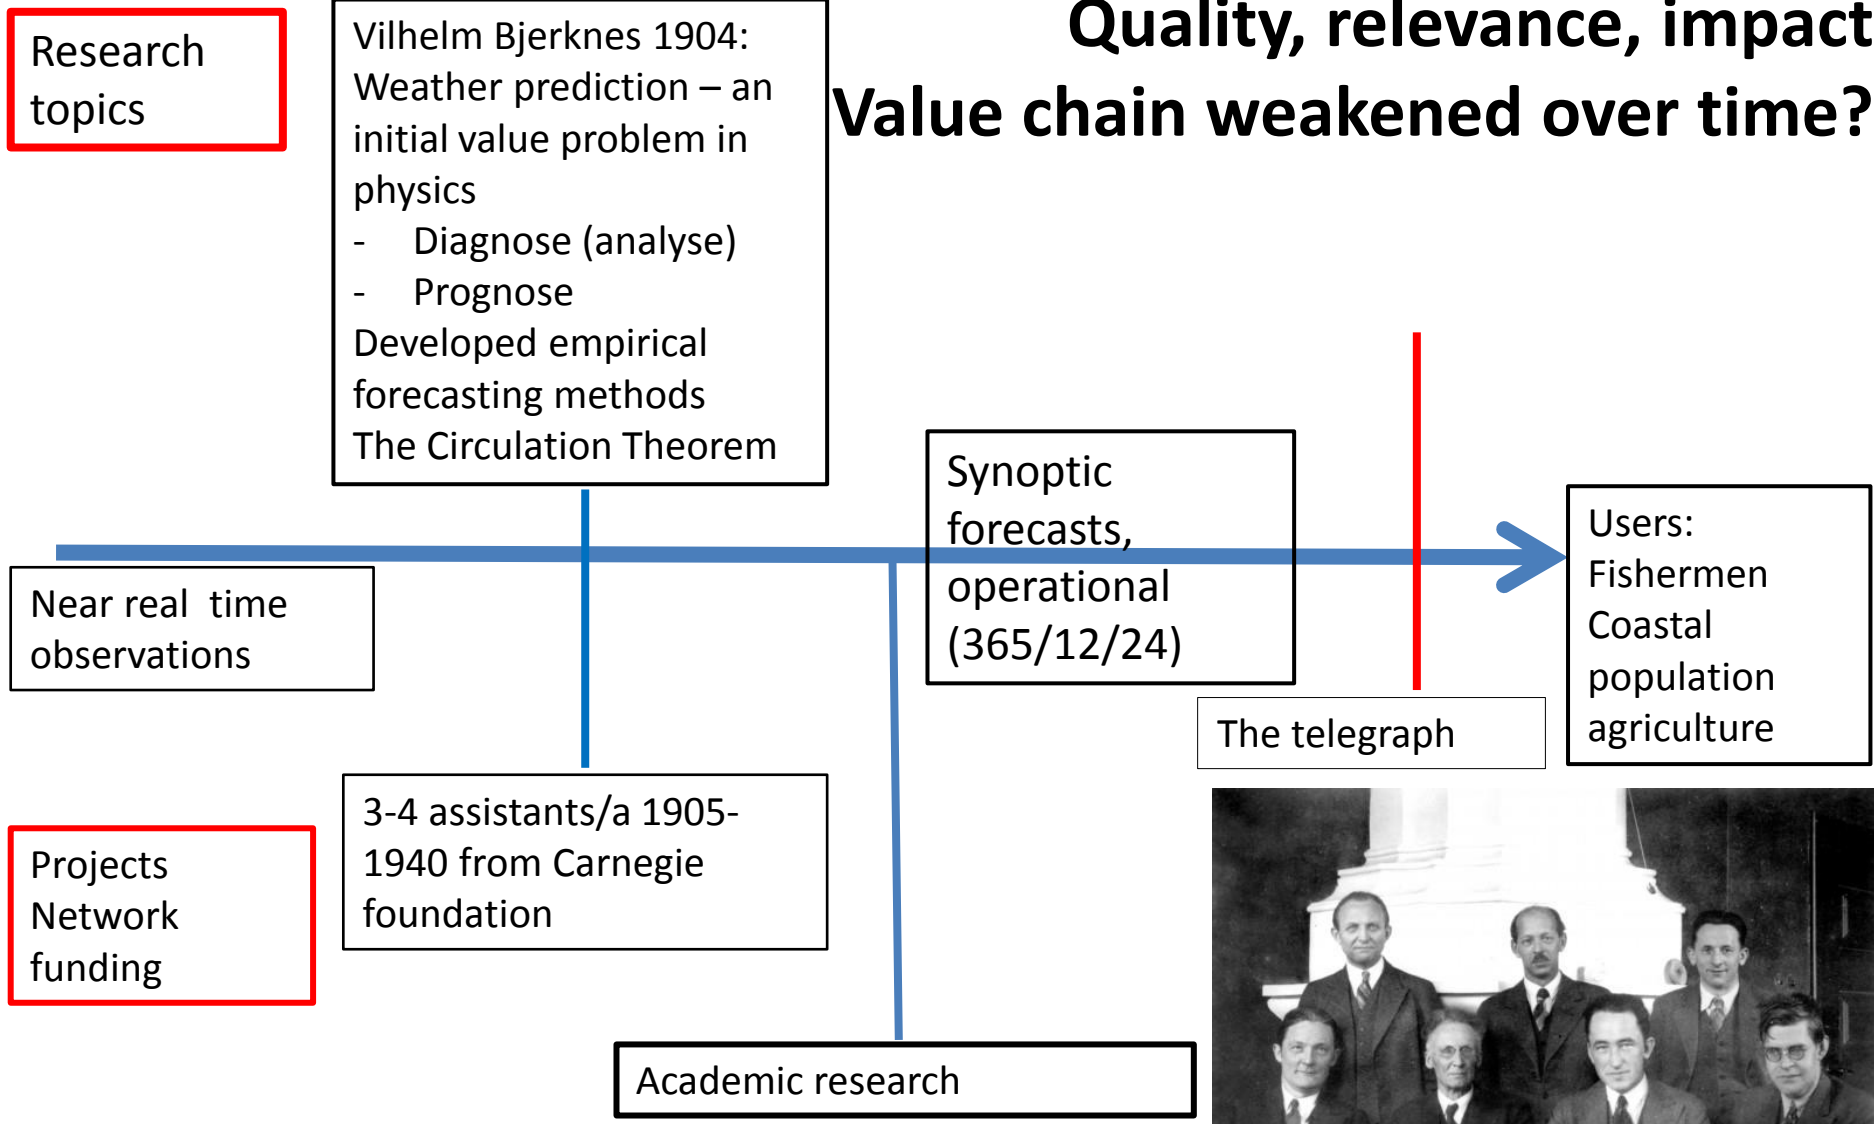 Quality, relevance, impact
Value chain weakened over time?
Research
topics
Vilhelm Bjerknes 1904:
Weather prediction – an
initial value problem in
physics
- Diagnose (analyse)
- Prognose
Developed empirical
forecasting methods
The Circulation Theorem
Synoptic
forecasts,
operational
(365/12/24)
Users:
Fishermen
Coastal
population
agriculture
Near real  time
observations
The telegraph
3-4 assistants/a 1905-
1940 from Carnegie
foundation
Projects
Network
funding
Academic research